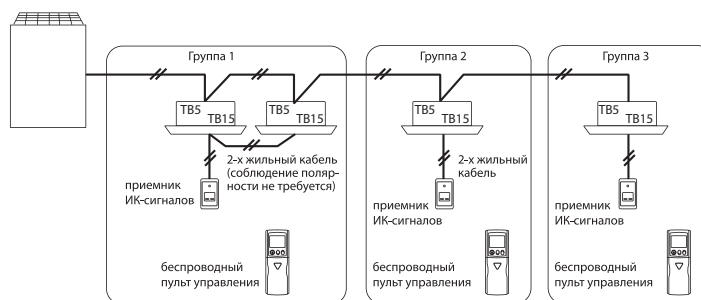 Группа 1
Группа 2
Группа 3
TB5
TB15
TB5
TB15
TB5
TB15
TB5
TB15
2-х жильный кабель
(соблюдение поляр-
ности не требуется)
2-х жильный
кабель
приемник
ИК-сигналов
приемник
ИК-сигналов
приемник
ИК-сигналов
беспроводный
пульт управления
беспроводный
пульт управления
беспроводный
пульт управления